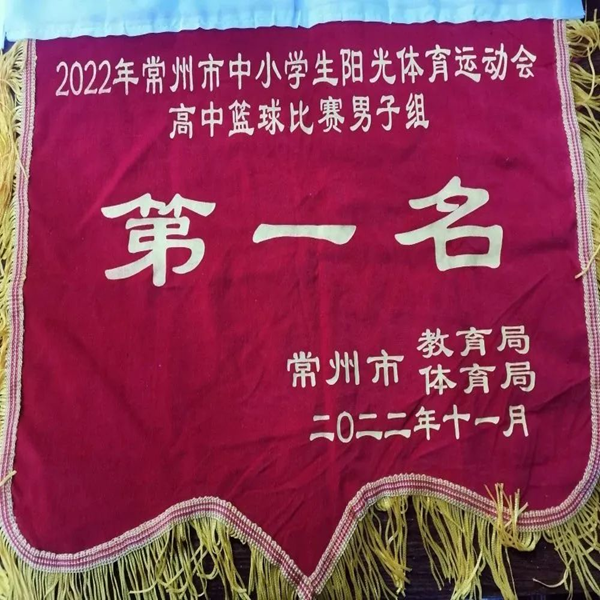 2022年常州市中小学生阳光体育运动会
高中篮球比赛男子组
第一名
常州市 教育局
体育局
二〇二二年十一月